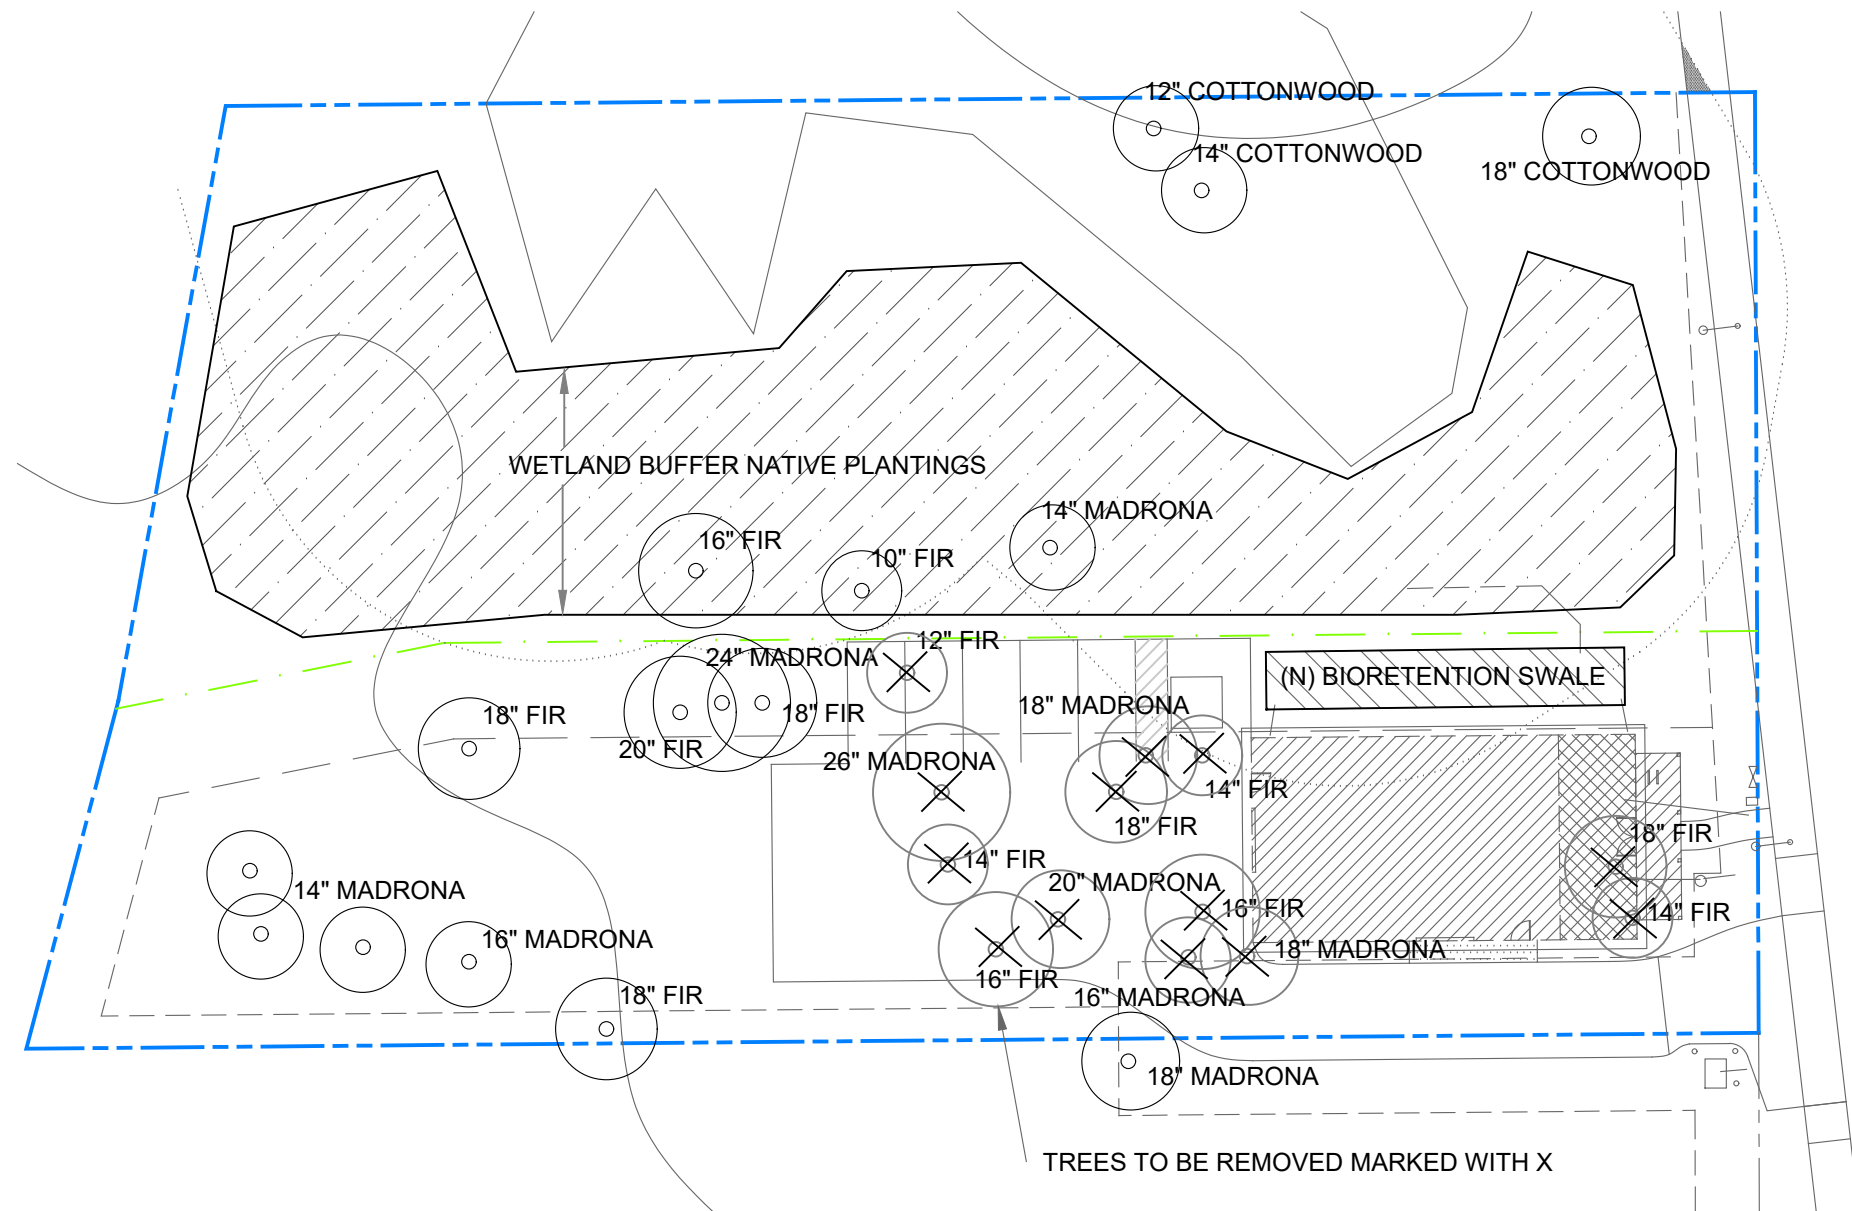 12" COTTONWOOD
14" COTTONWOOD
18" COTTONWOOD
WETLAND BUFFER NATIVE PLANTINGS
14" MADRONA
16" FIR
10" FIR
12" FIR
24" MADRONA
(N) BIORETENTION SWALE
18" MADRONA
18" FIR
18" FIR
20" FIR
26" MADRONA
14" FIR
18" FIR
18" FIR
14" FIR
20" MADRONA
14" MADRONA
16" FIR
14" FIR
16" MADRONA
18" MADRONA
16" FIR
18" FIR
16" MADRONA
18" MADRONA
TREES TO BE REMOVED MARKED WITH X